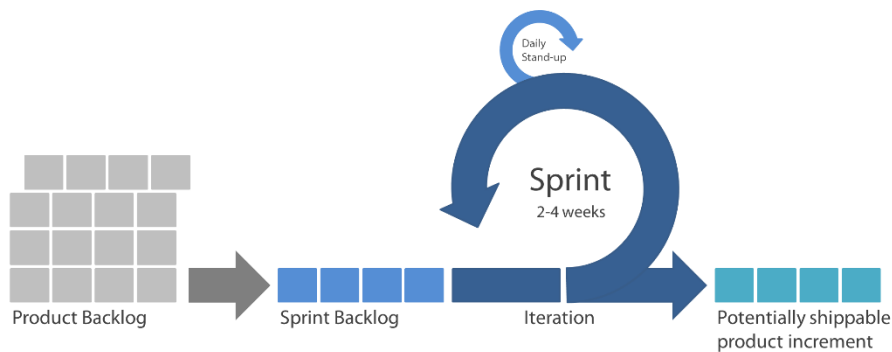 Daily
Stand-up
Sprint
2-4 weeks
Product Backlog
Sprint Backlog
Iteration
Potentially shippable
product increment